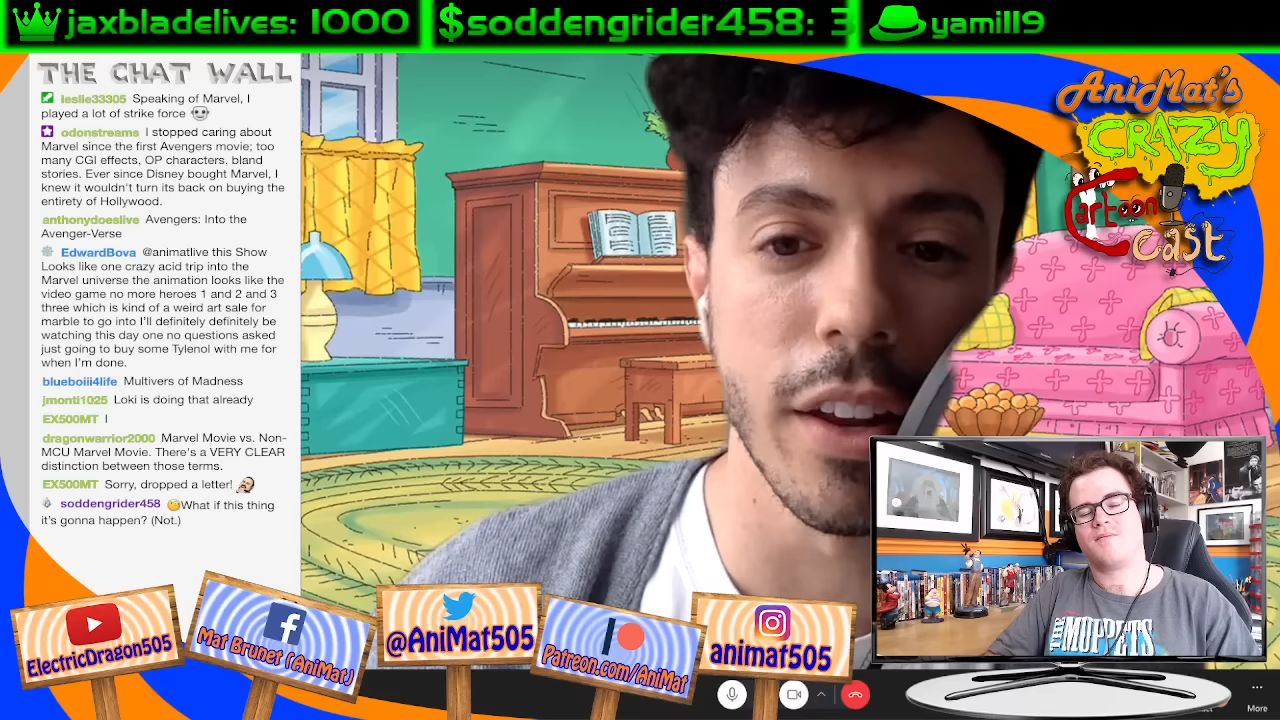 jaxbladelives: 1000
$soddengrider458: 3
yamill9
THE CHAT WALL
leslie33305 Speaking of Marvel, I
played a lot of strike force
odonstreams I stopped caring about
Marvel since the first Avengers movie; too
many CGI effects, OP characters, bland
stories. Ever since Disney bought Marvel, I
knew it wouldn't turn its back on buying the
entirety of Hollywood.
anthonydoeslive Avengers: Into the
Avenger-Verse
EdwardBova @animative this Show
Looks like one crazy acid trip into the
Marvel universe the animation looks like the
video game no more heroes 1 and 2 and 3
three which is kind of a weird art sale for
marble to go into I'll definitely definitely be
watching this day one no questions asked
just going to buy some Tylenol with me for
when I'm done.
blueboiii4life Multivers of Madness
jmonti1025 Loki is doing that already
EX500MT I
dragonwarrior2000 Marvel Movie vs. Non-
MCU Marvel Movie. There's a VERY CLEAR
distinction between those terms.
EX500MT Sorry, dropped a letter!
soddengrider458 What if this thing
it's gonna happen? (Not.)
AniMat's
CRAZY
Cartoon
Cast
THE MUPPETS
ElectricDragon505
Mat Brunet (AniMat)
@AniMat505
Patreon.com/AniMat
animat505
More